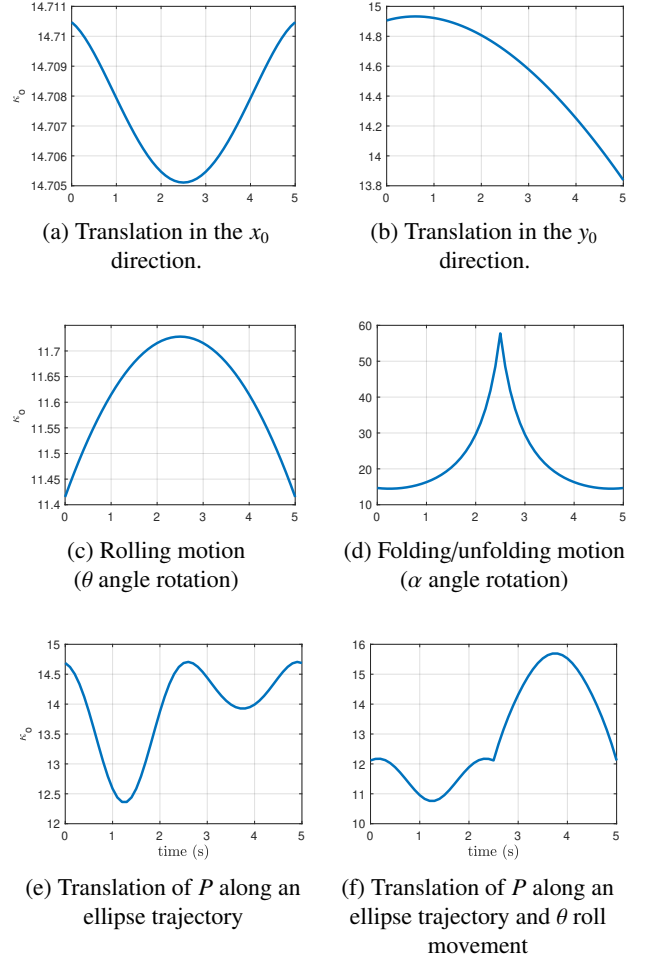 14.711
14.71
14.709
14.708
14.707
14.706
14.705
κo
0 1 2 3 4 5
(a) Translation in the x0
direction.
15
14.8
14.6
14.4
14.2
14
13.8
0 1 2 3 4 5
(b) Translation in the y0
direction.
11.7
11.65
11.6
11.55
11.5
11.45
11.4
κo
0 1 2 3 4 5
(c) Rolling motion
(θ angle rotation)
60
50
40
30
20
10
0 1 2 3 4 5
(d) Folding/unfolding motion
(α angle rotation)
15
14.5
14
13.5
13
12.5
12
κo
0 1 2 3 4 5
time (s)
(e) Translation of P along an
ellipse trajectory
16
15
14
13
12
11
10
0 1 2 3 4 5
time (s)
(f) Translation of P along an
ellipse trajectory and θ roll
movement